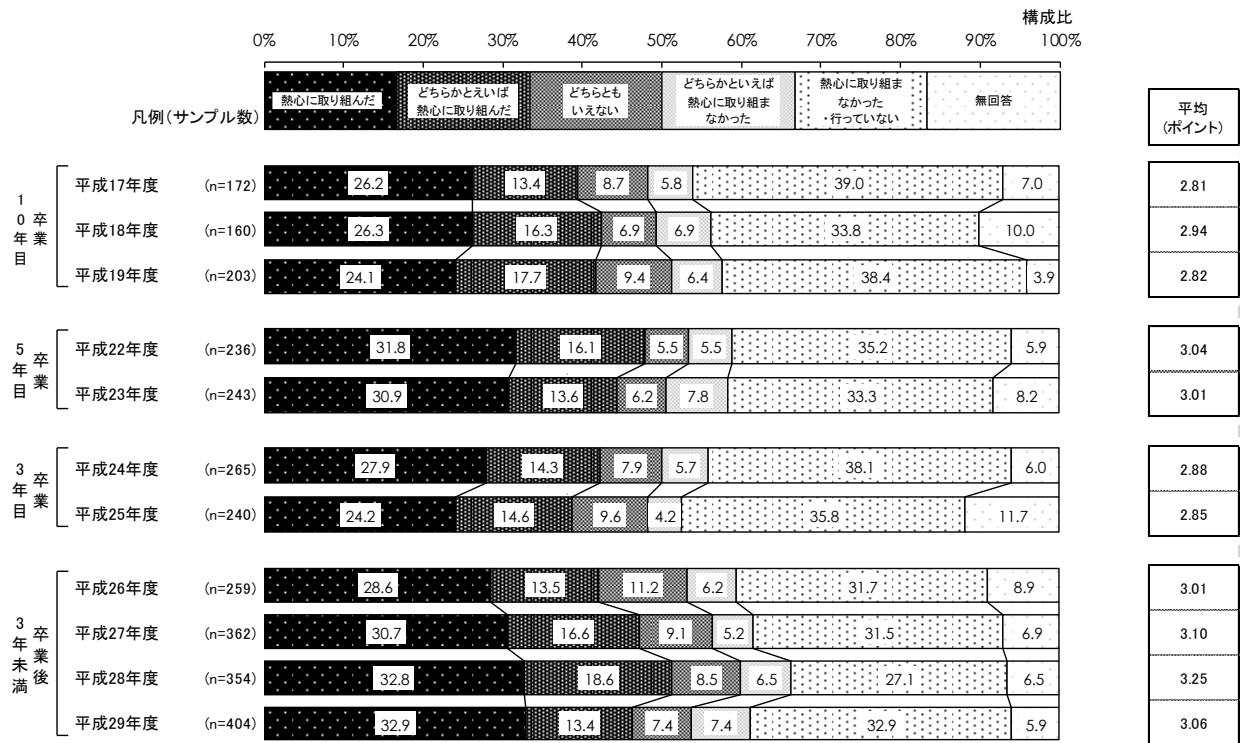 構成比
0% 10% 20% 30% 40% 50% 60% 70% 80% 90% 100%
凡例(サンプル数)
熱心に取り組んだ
どちらかとえいば
熱心に取り組んだ
どちらとも
いえない
どちらかといえば
熱心に取り組ま
なかった
熱心に取り組ま
なかった
・行っていない
無回答
平均
(ポイント)
卒業
10年目
平成17年度 (n=172) 26.2 13.4 8.7 5.8 39.0 7.0 2.81
平成18年度 (n=160) 26.3 16.3 6.9 6.9 33.8 10.0 2.94
平成19年度 (n=203) 24.1 17.7 9.4 6.4 38.4 3.9 2.82
卒業
5年目
平成22年度 (n=236) 31.8 16.1 5.5 5.5 35.2 5.9 3.04
平成23年度 (n=243) 30.9 13.6 6.2 7.8 33.3 8.2 3.01
卒業
3年目
平成24年度 (n=265) 27.9 14.3 7.9 5.7 38.1 6.0 2.88
平成25年度 (n=240) 24.2 14.6 9.6 4.2 35.8 11.7 2.85
卒業後
3年未満
平成26年度 (n=259) 28.6 13.5 11.2 6.2 31.7 8.9 3.01
平成27年度 (n=362) 30.7 16.6 9.1 5.2 31.5 6.9 3.10
平成28年度 (n=354) 32.8 18.6 8.5 6.5 27.1 6.5 3.25
平成29年度 (n=404) 32.9 13.4 7.4 7.4 32.9 5.9 3.06